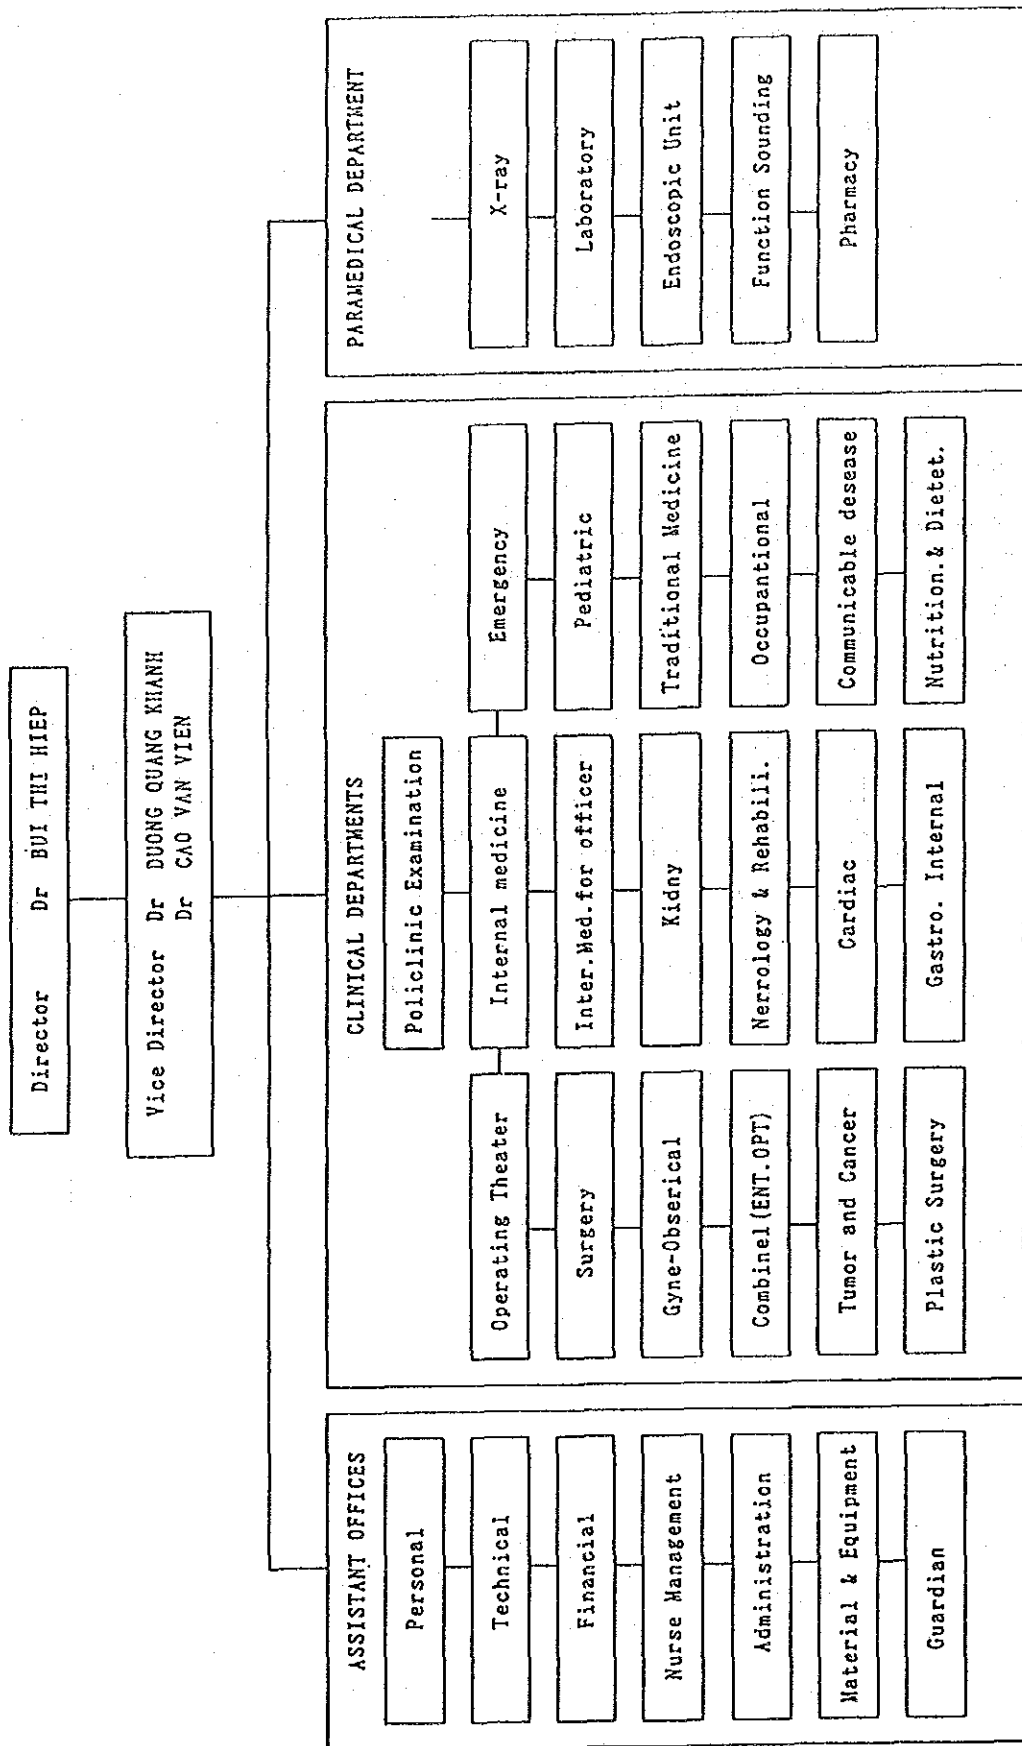 Director Dr BUI THI HIEP
Vice Director Dr DUONG QUANG KHANH
Dr CAO VAN VIEN
ASSISTANT OFFICES
Personal
Technical
Financial
Nurse Management
Administration
Material & Equipment
Guardian
CLINICAL DEPARTMENTS
Policlinic Examination
Operating Theater
Surgery
Gyne-Obserical
Combinel(ENT.OPT)
Tumor and Cancer
Plastic Surgery
Internal medicine
Inter.Med.for officer
Kidny
Nerrology & Rehabili.
Cardiac
Gastro. Internal
Emergency
Pediatric
Traditional Medicine
Occupantional
Communicable desease
Nutrition.& Dietet.
PARAMEDICAL DEPARTMENT
X-ray
Laboratory
Endoscopic Unit
Function Sounding
Pharmacy